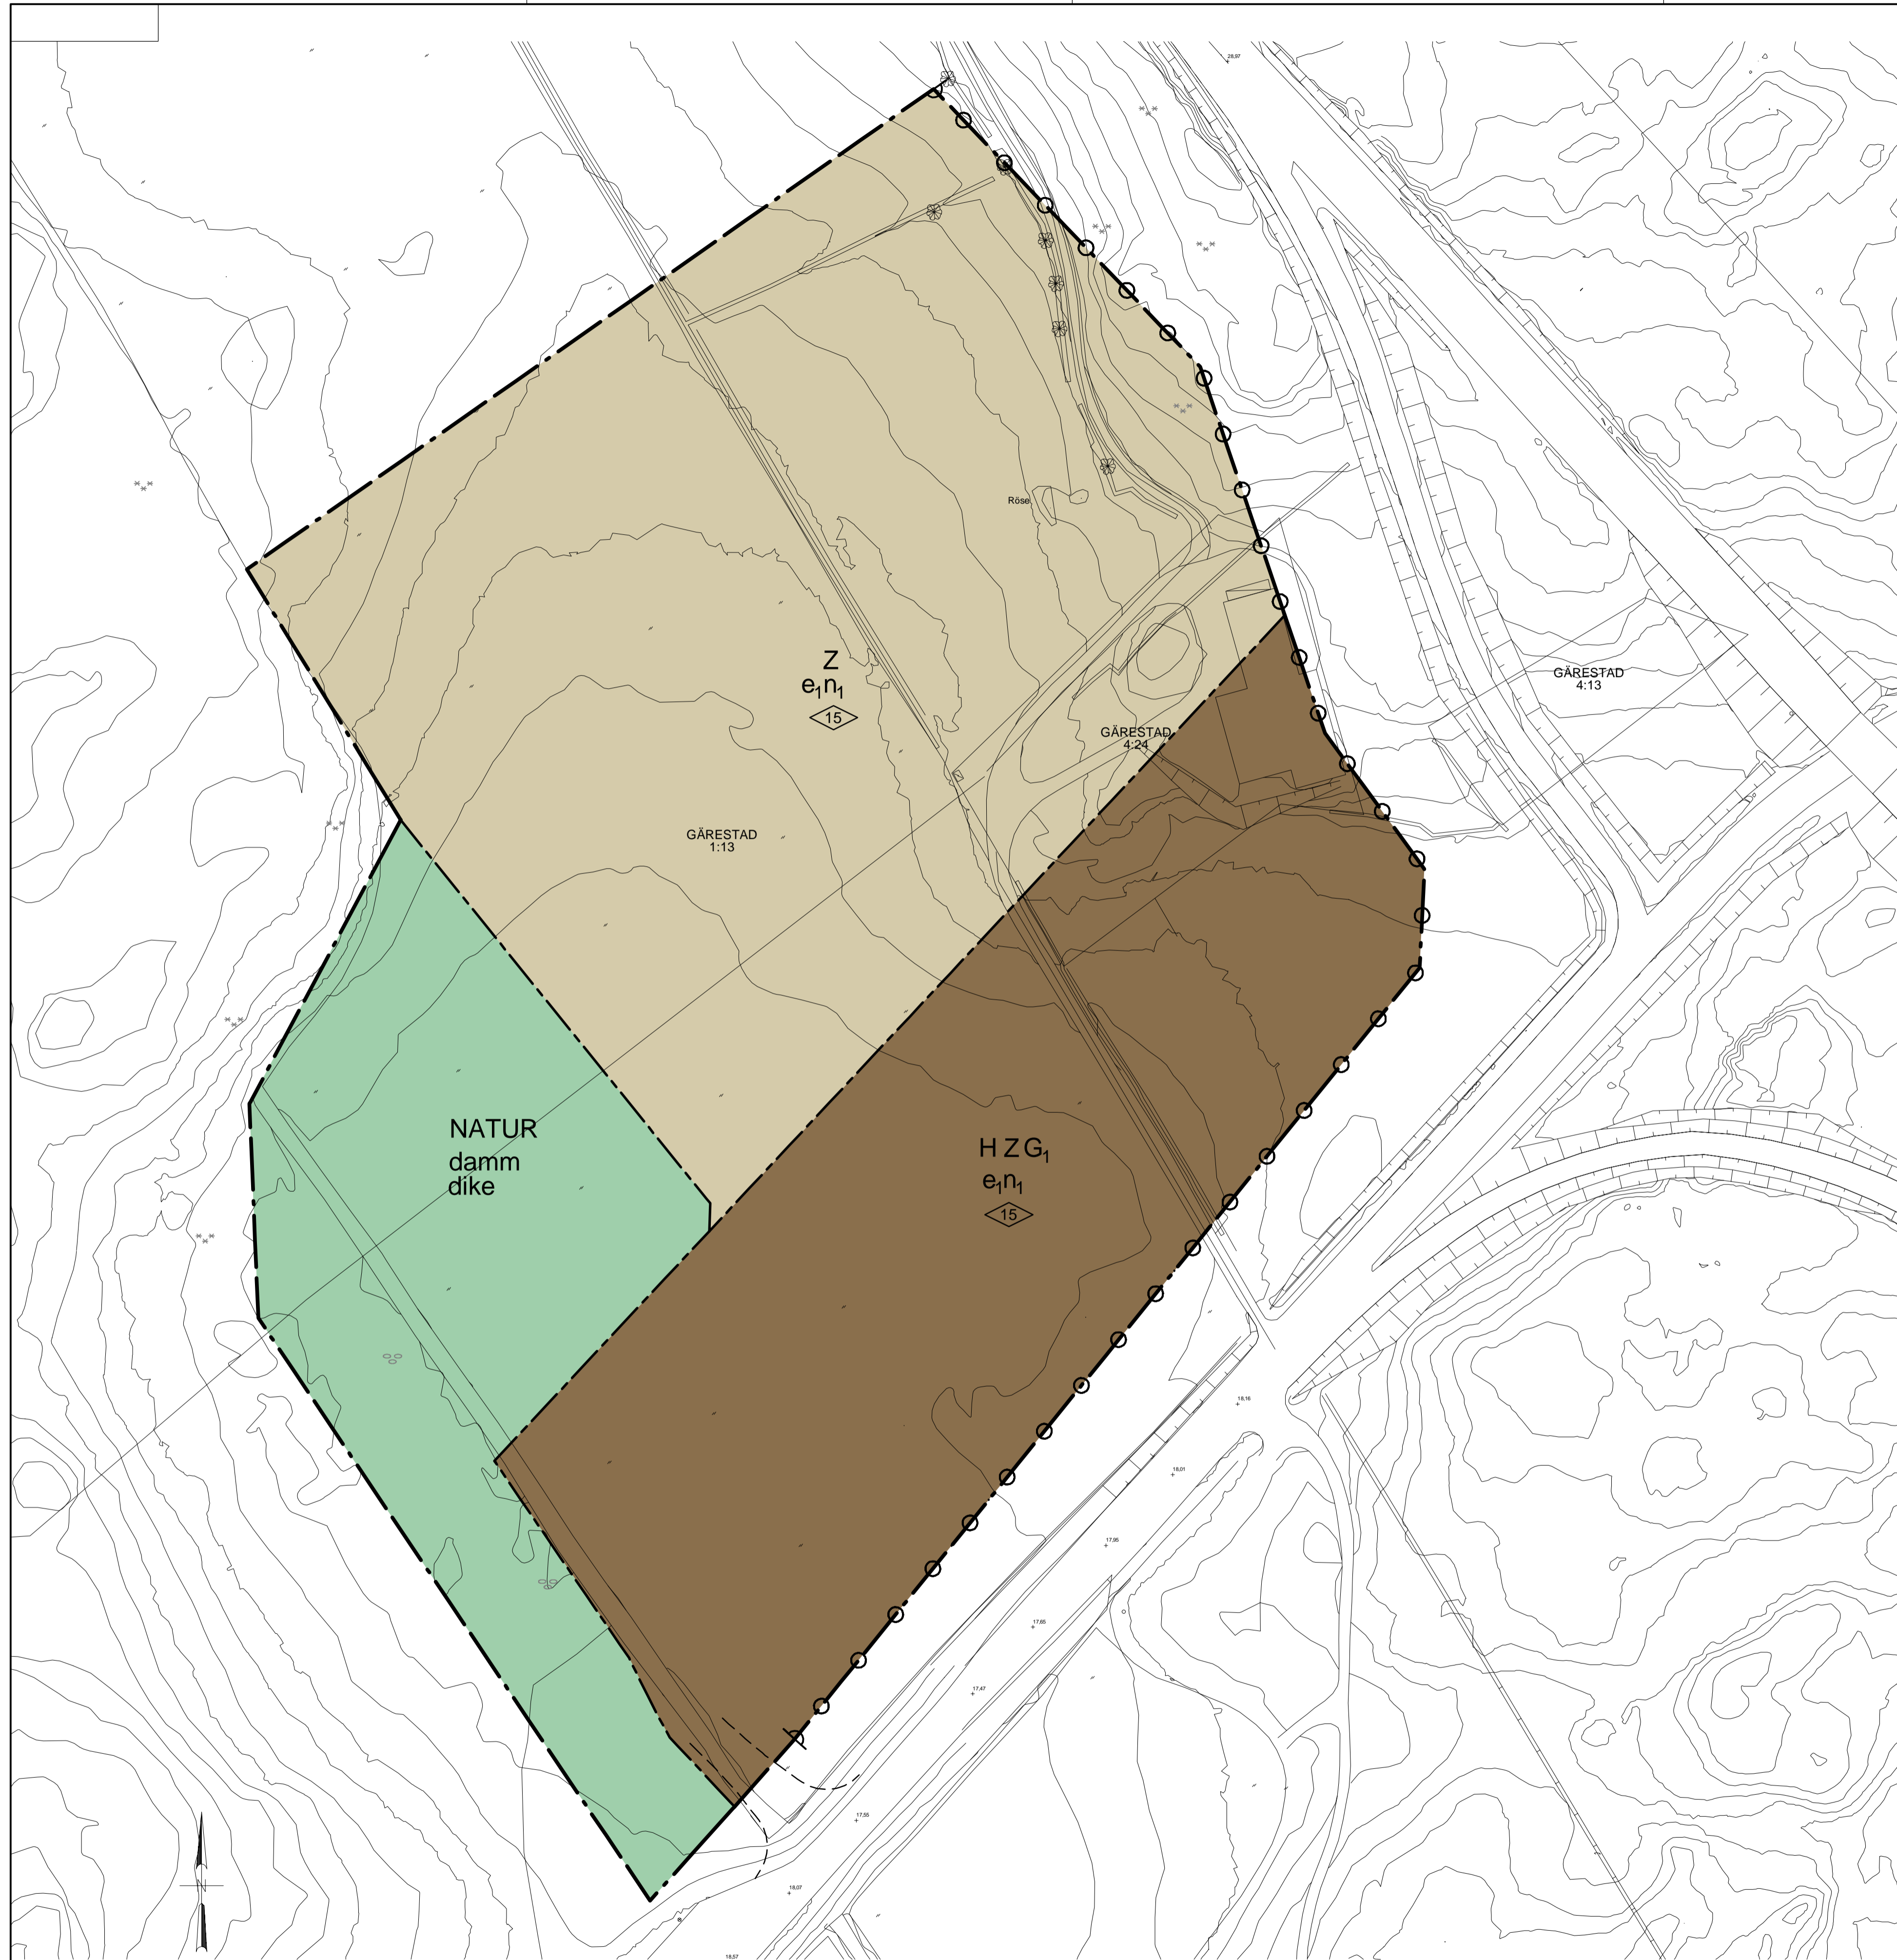 28,97
Röse
Z
e₁n₁
15
GÄRESTAD
4:13
GÄRESTAD
4:24
GÄRESTAD
1:13
NATUR
damm
dike
H Z G₁
e₁n₁
15
18,16
18,01
17,95
17,65
17,47
17,55
18,07
N
18,57